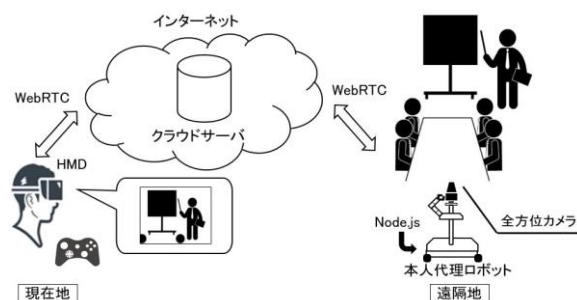 インターネット
WebRTC
クラウドサーバ
WebRTC
HMD
Node.js
全方位カメラ
本人代理ロボット
現在地
遠隔地